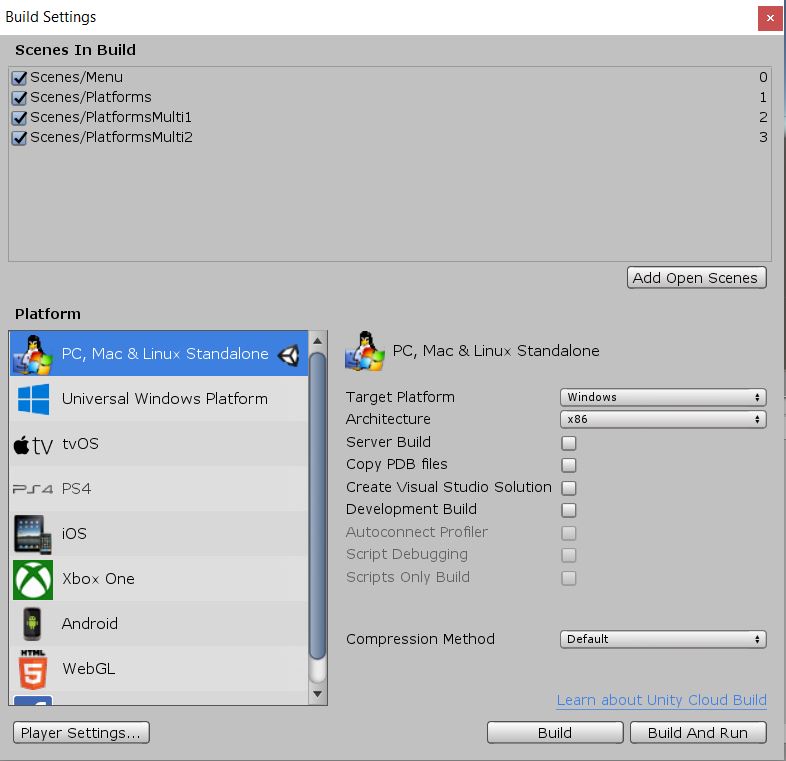 Build Settings
Scenes In Build
Scenes/Menu 0
Scenes/Platforms 1
Scenes/PlatformsMulti1 2
Scenes/PlatformsMulti2 3
Add Open Scenes
Platform
PC, Mac & Linux Standalone
Universal Windows Platform
tv tvOS
PS4 PS4
iOS
Xbox One
Android
HTML 5 WebGL
PC, Mac & Linux Standalone
Target Platform Windows
Architecture x86
Server Build
Copy PDB files
Create Visual Studio Solution
Development Build
Autoconnect Profiler
Script Debugging
Scripts Only Build
Compression Method Default
Learn about Unity Cloud Build
Player Settings... Build Build And Run